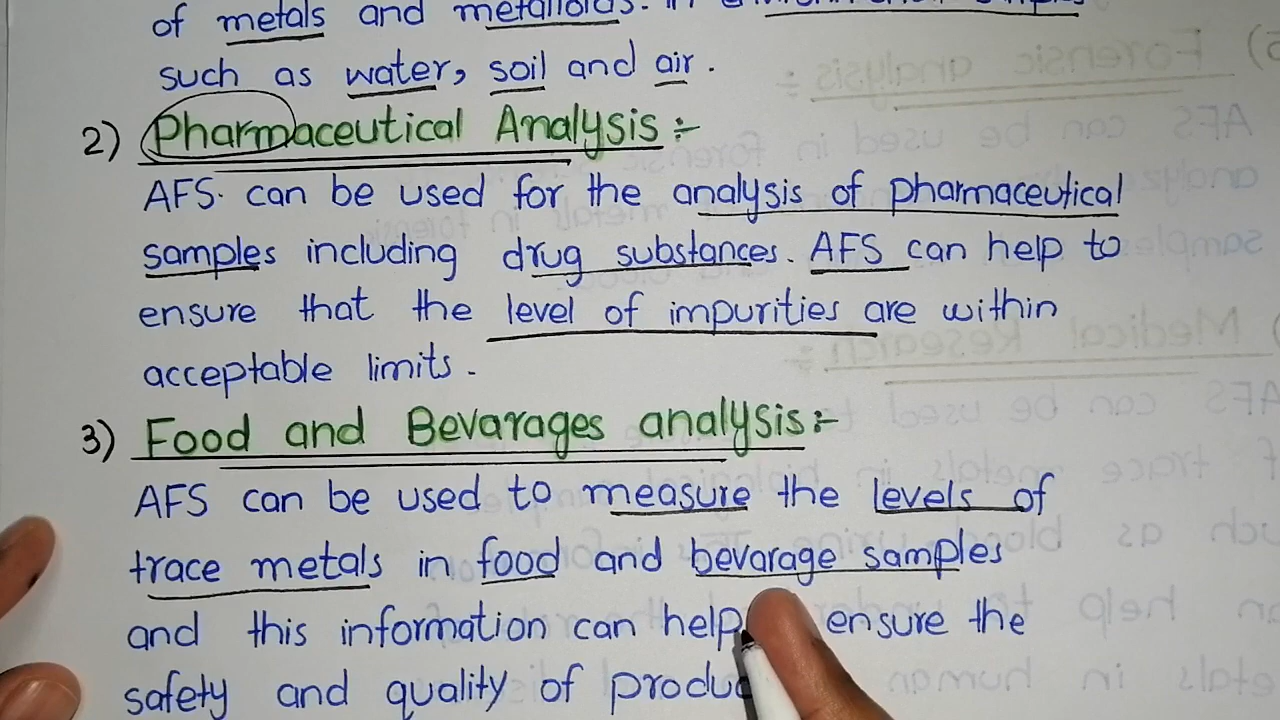 of metals and metalloids. in
such as water, soil and air.
2) Pharmaceutical Analysis :-
AFS. can be used for the analysis of pharmaceutical
samples including drug substances. AFS can help to
ensure that the level of impurities are within
acceptable limits.
3) Food and Bevarages analysis :-
AFS can be used to measure the levels of
trace metals in food and bevarage samples
and this information can help ensure the
safety and quality of